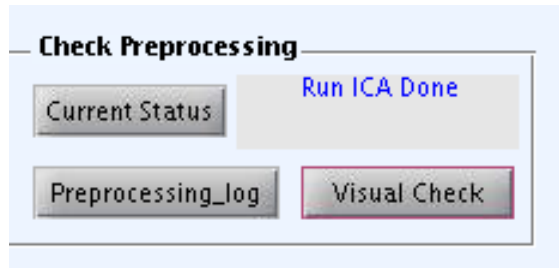 Check Preprocessing
Current Status
Run ICA Done
Preprocessing_log
Visual Check